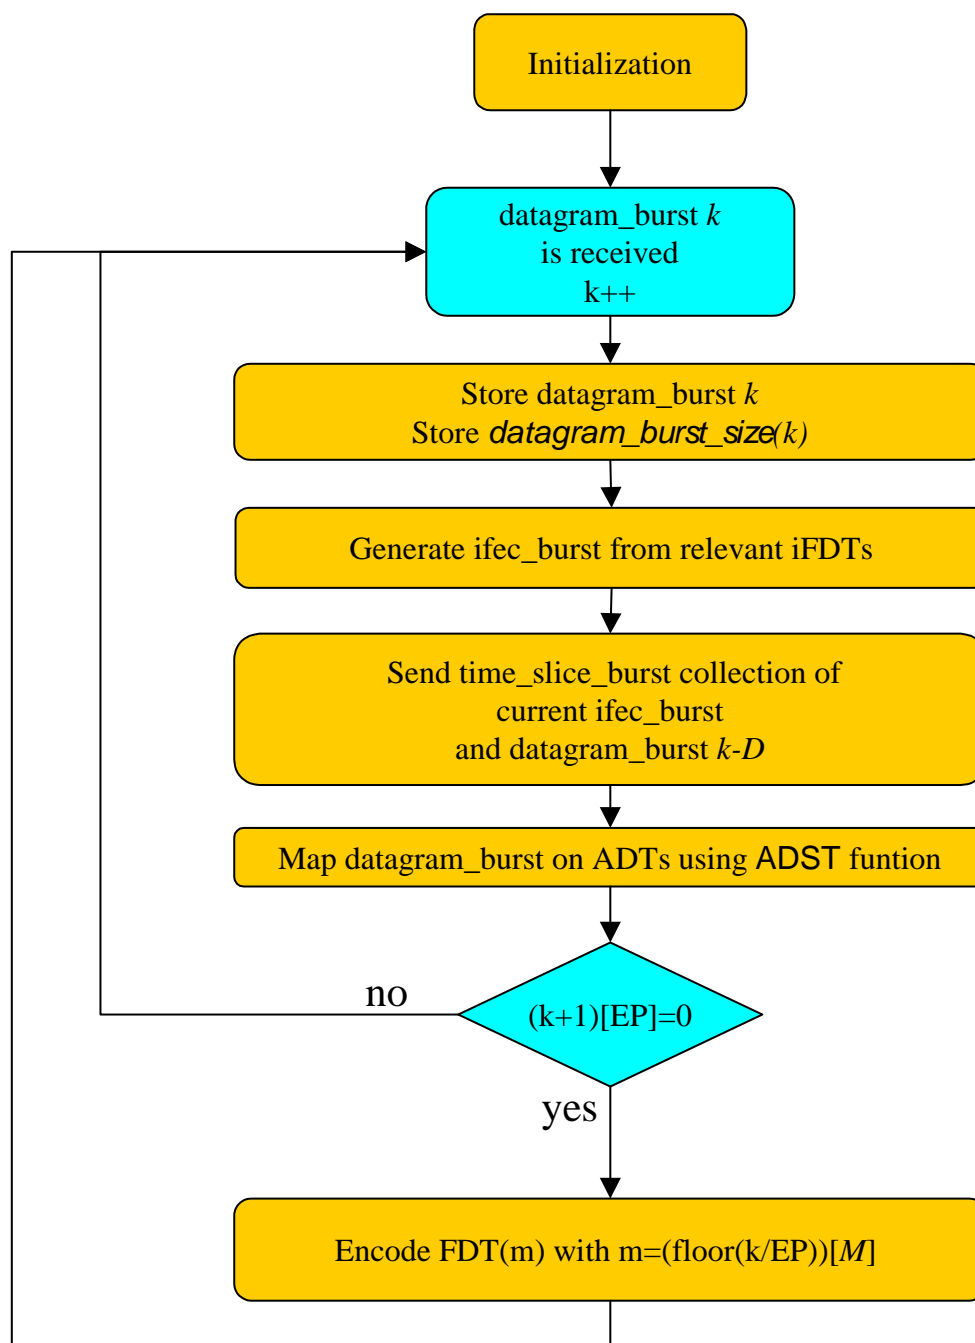 Initialization
datagram_burst k
is received
k++
Store datagram_burst k
Store datagram_burst_size(k)
Generate ifec_burst from relevant iFDTs
Send time_slice_burst collection of
current ifec_burst
and datagram_burst k-D
Map datagram_burst on ADTs using ADST funtion
no
(k+1)[EP]=0
yes
Encode FDT(m) with m=(floor(k/EP))[M]